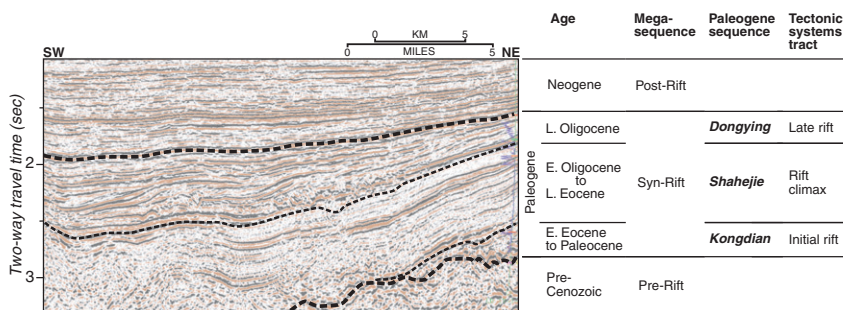 SW
0 KM 5
0 MILES 5
NE
Two-way travel time (sec)
2
3
Age
Mega-
sequence
Paleogene
sequence
Tectonic
systems
tract
Neogene
Post-Rift
Paleogene
L. Oligocene
Dongying
Late rift
E. Oligocene
to
L. Eocene
Syn-Rift
Shahejie
Rift
climax
E. Eocene
to Paleocene
Kongdian
Initial rift
Pre-
Cenozoic
Pre-Rift